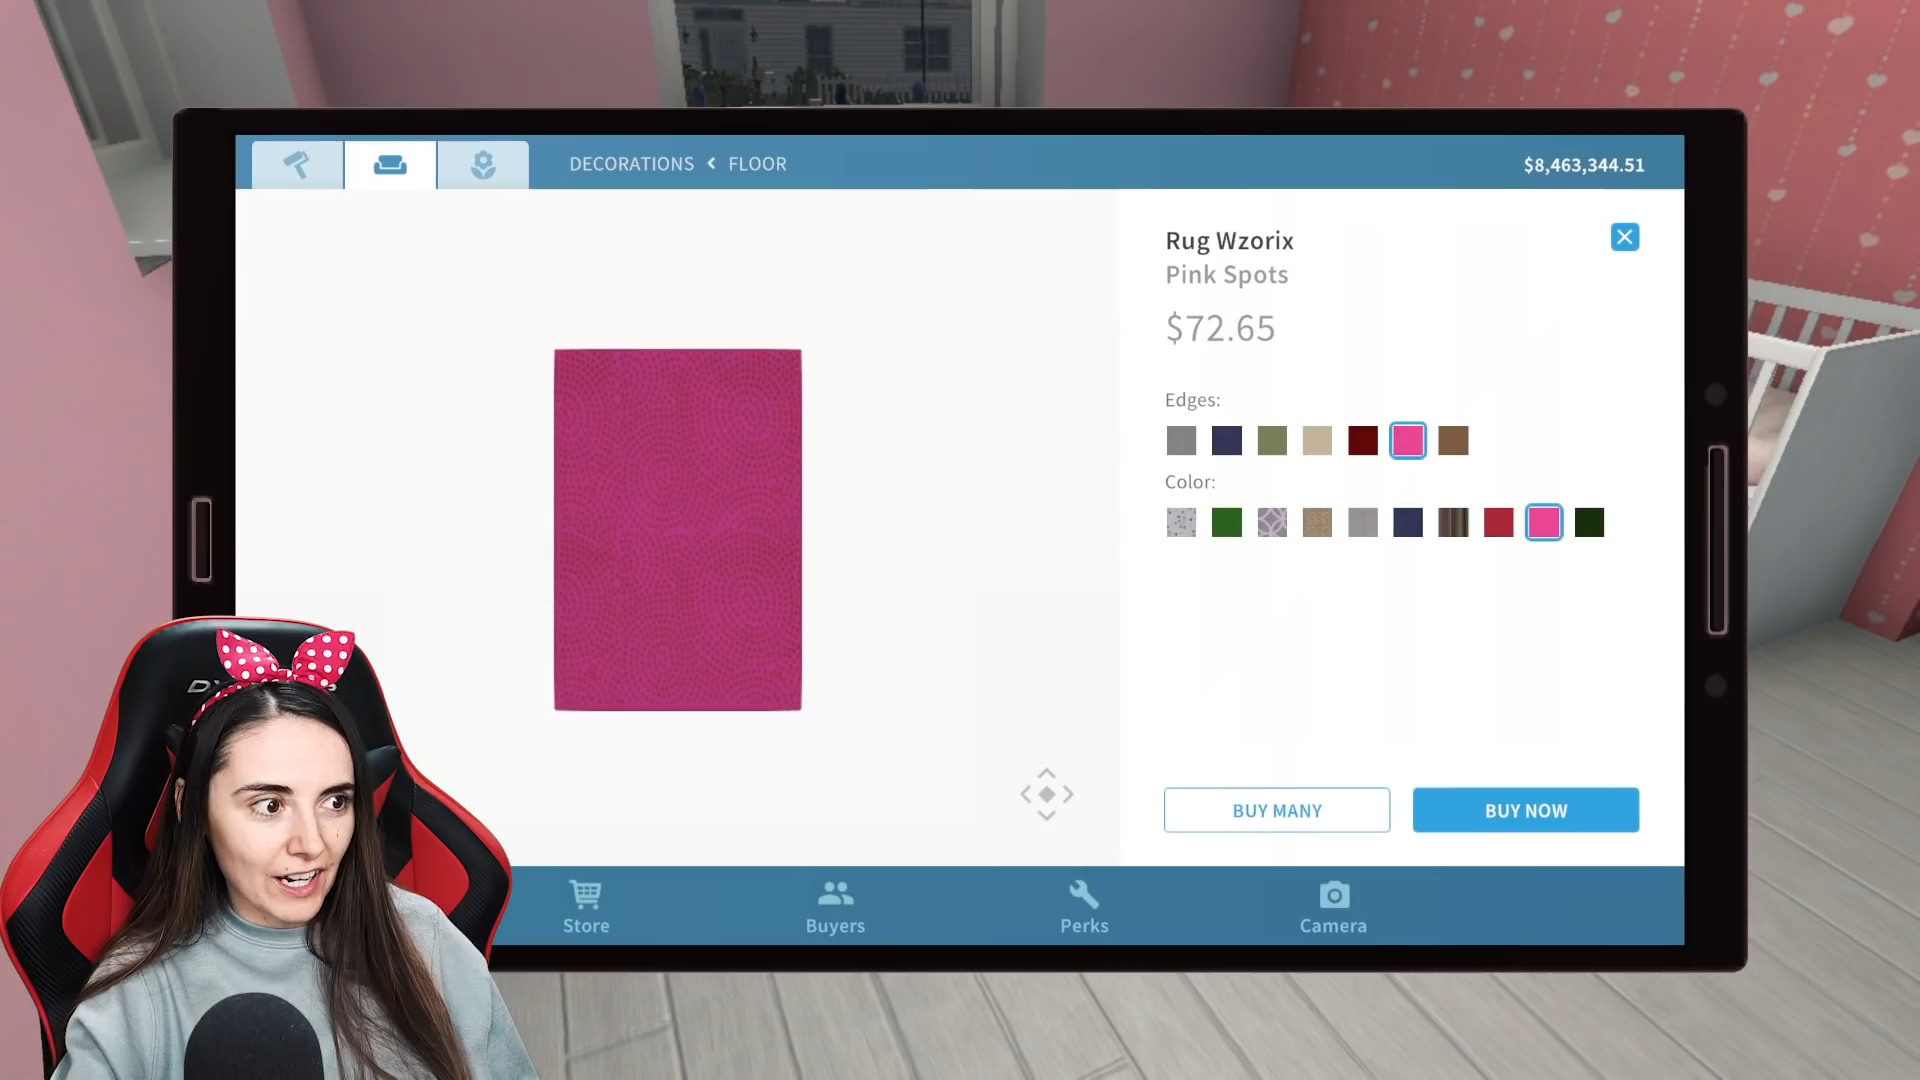 DECORATIONS < FLOOR
$8,463,344.51
Rug Wzorix
Pink Spots
$72.65
Edges:
Color:
BUY MANY
BUY NOW
Store
Buyers
Perks
Camera